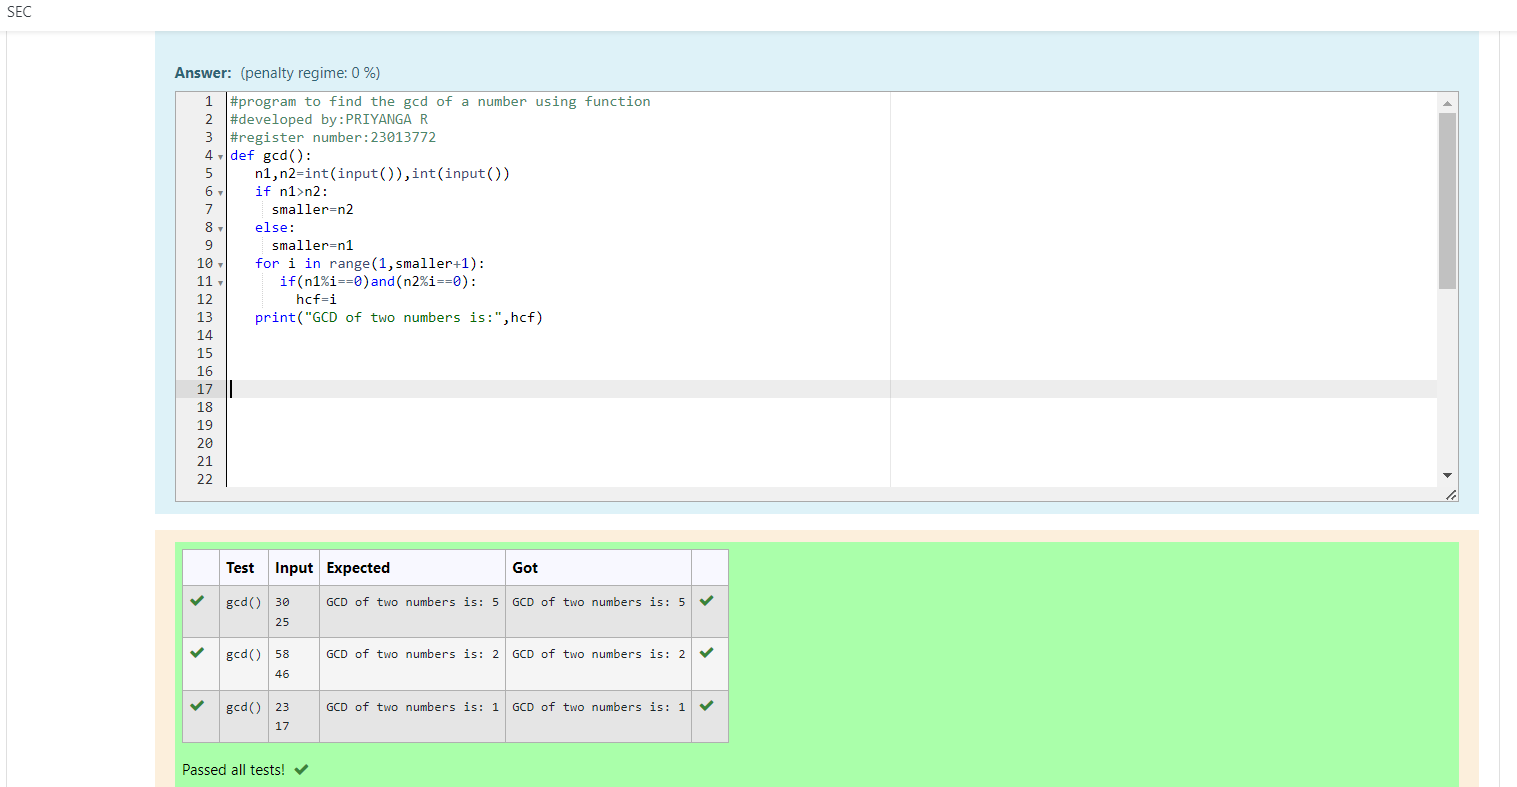 SEC
Answer: (penalty regime: 0 %)
1 #program to find the gcd of a number using function
2 #developed by:PRIYANGA R
3 #register number:23013772
4 def gcd():
5    n1,n2=int(input()),int(input())
6    if n1>n2:
7      smaller=n2
8    else:
9      smaller=n1
10    for i in range(1,smaller+1):
11       if(n1%i==0)and(n2%i==0):
12         hcf=i
13    print("GCD of two numbers is:",hcf)
14
15
16
17
18
19
20
21
22
Test Input Expected Got
gcd() 30 GCD of two numbers is: 5 GCD of two numbers is: 5
25
gcd() 58 GCD of two numbers is: 2 GCD of two numbers is: 2
46
gcd() 23 GCD of two numbers is: 1 GCD of two numbers is: 1
17
Passed all tests!